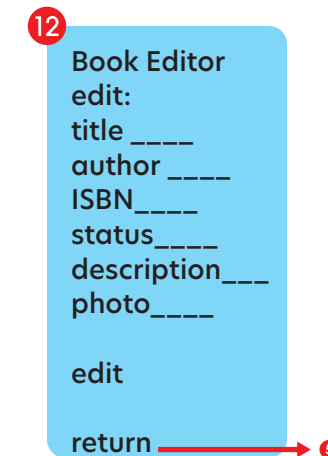 12
Book Editor
edit:
title ____
author ____
ISBN____
status____
description___
photo____
edit
return